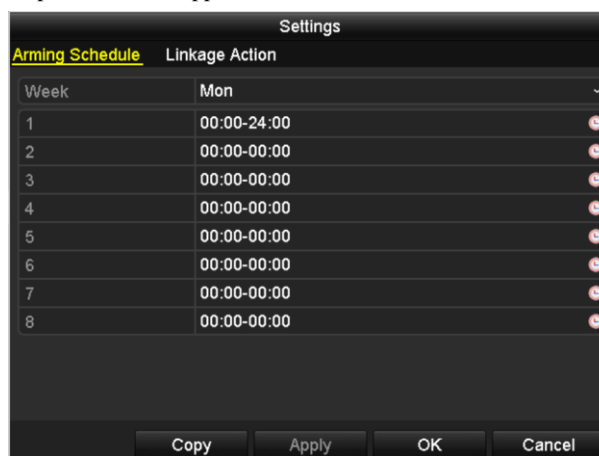 Settings
Arming Schedule Linkage Action
Week Mon
1 00:00-24:00
2 00:00-00:00
3 00:00-00:00
4 00:00-00:00
5 00:00-00:00
6 00:00-00:00
7 00:00-00:00
8 00:00-00:00
Copy Apply OK Cancel